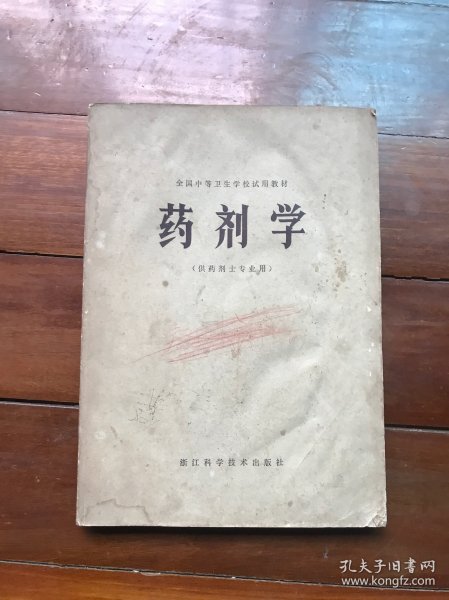 全国中等卫生学校试用教材
药剂学
(供药剂士专业用)
浙江科学技术出版社
孔夫子旧书网
www.kongfz.com